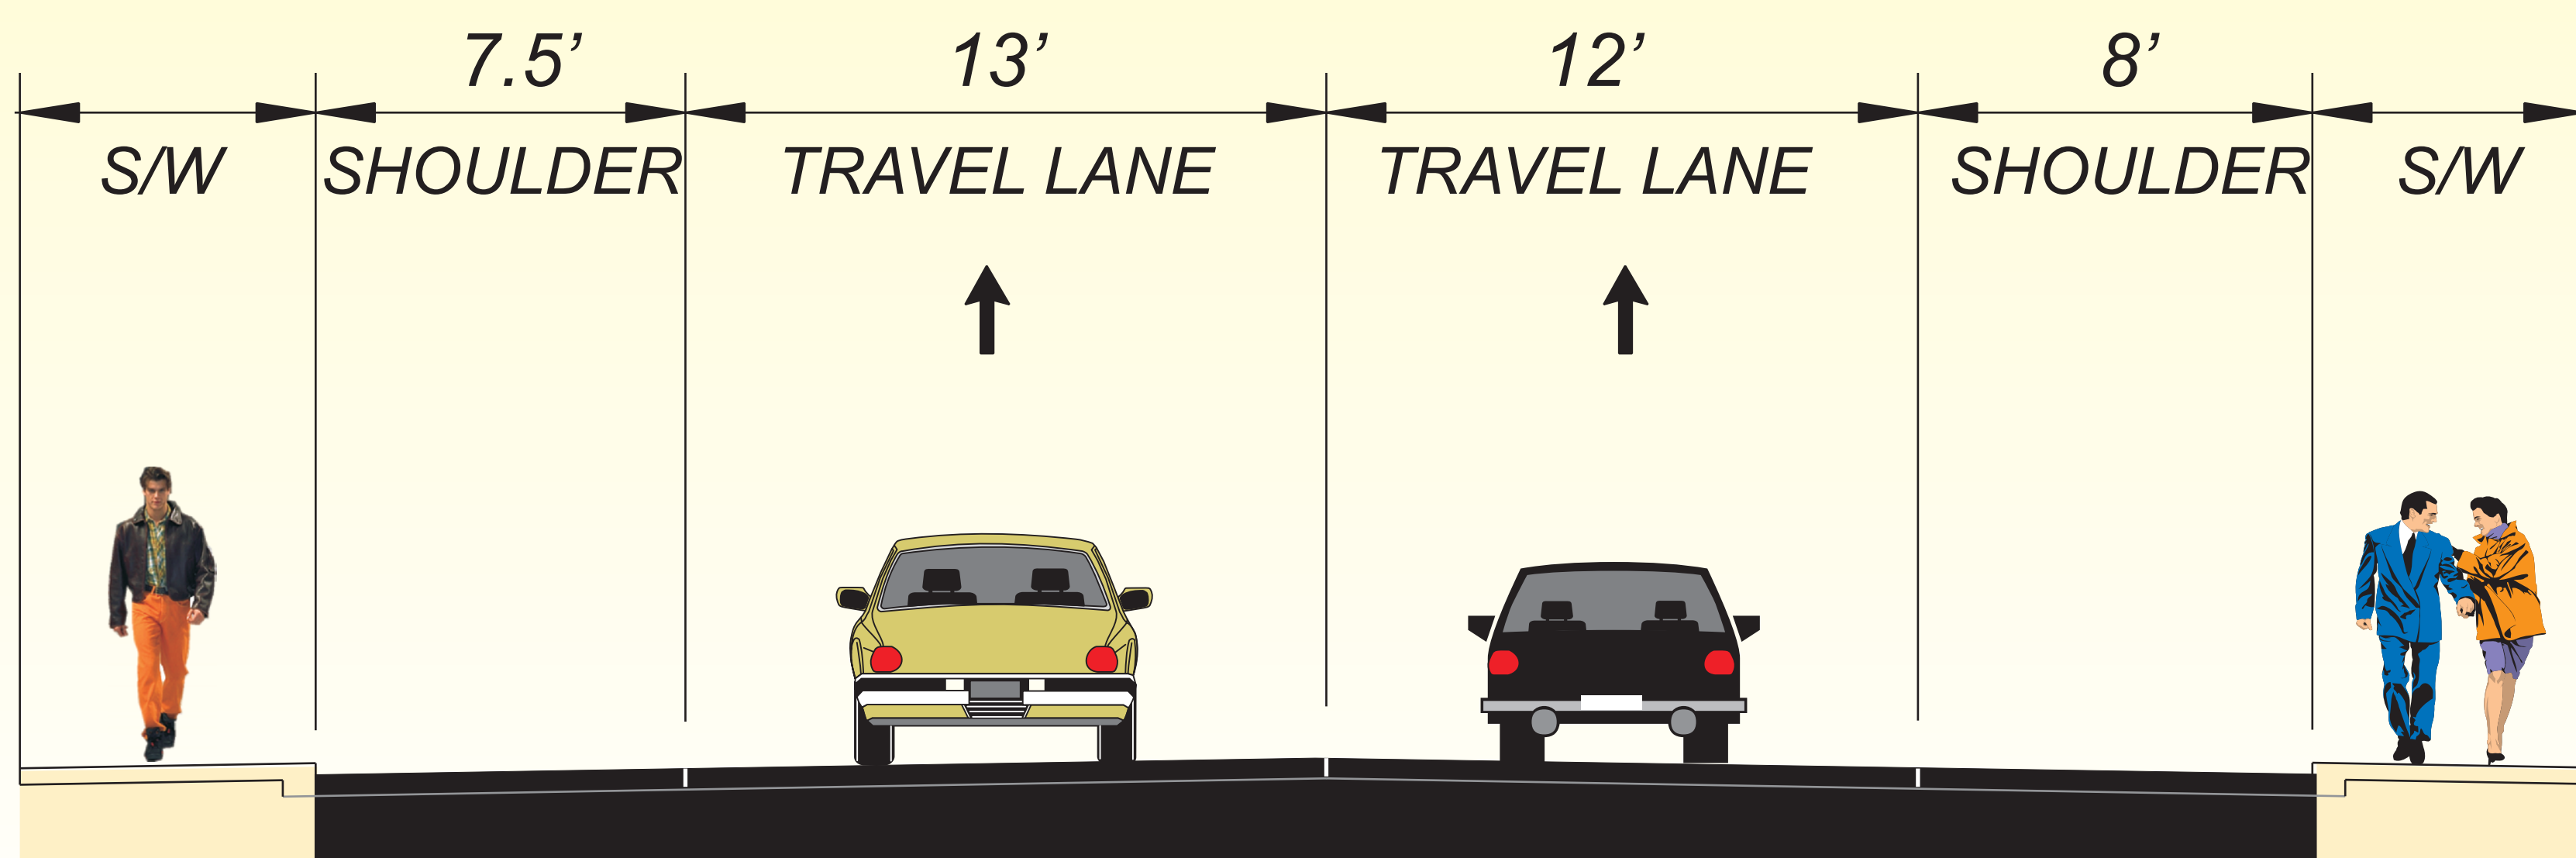 7.5’ 13’ 12’ 8’
S/W SHOULDER TRAVEL LANE TRAVEL LANE SHOULDER S/W